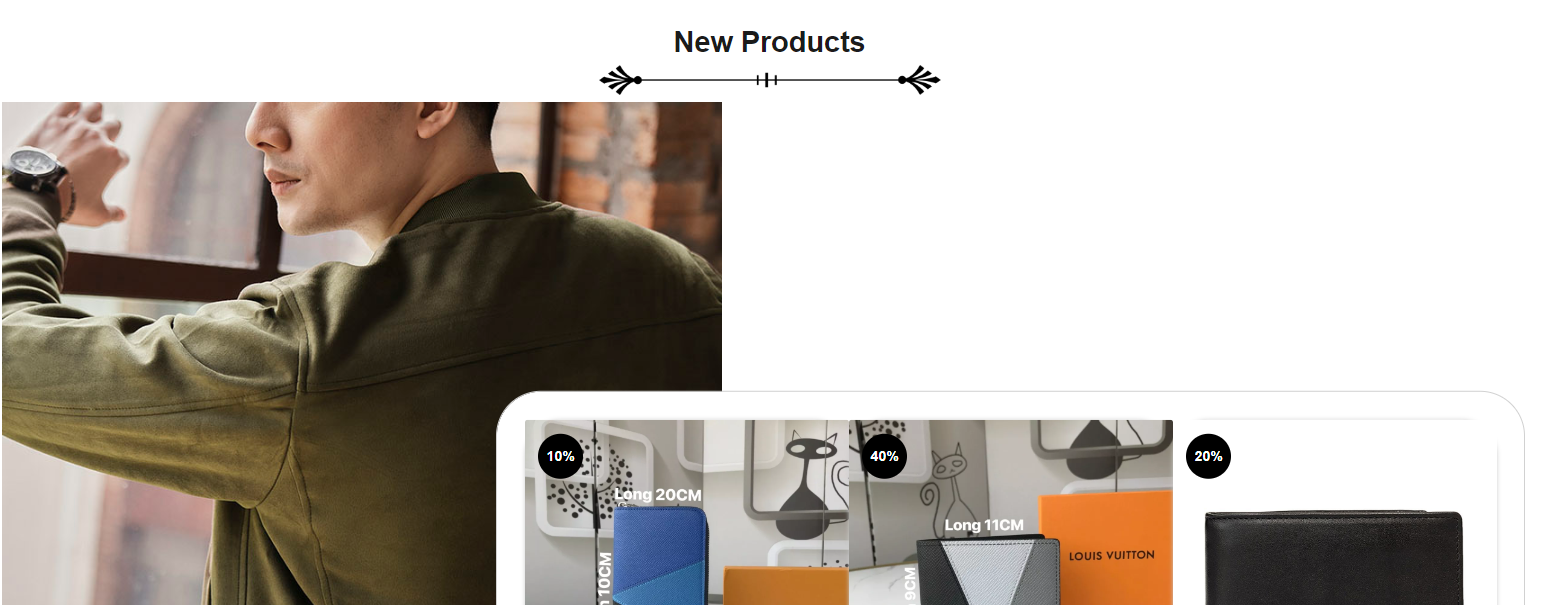 New Products
10%
Long 20CM
10CM
40%
Long 11CM
9CM
LOUIS VUITTON
20%